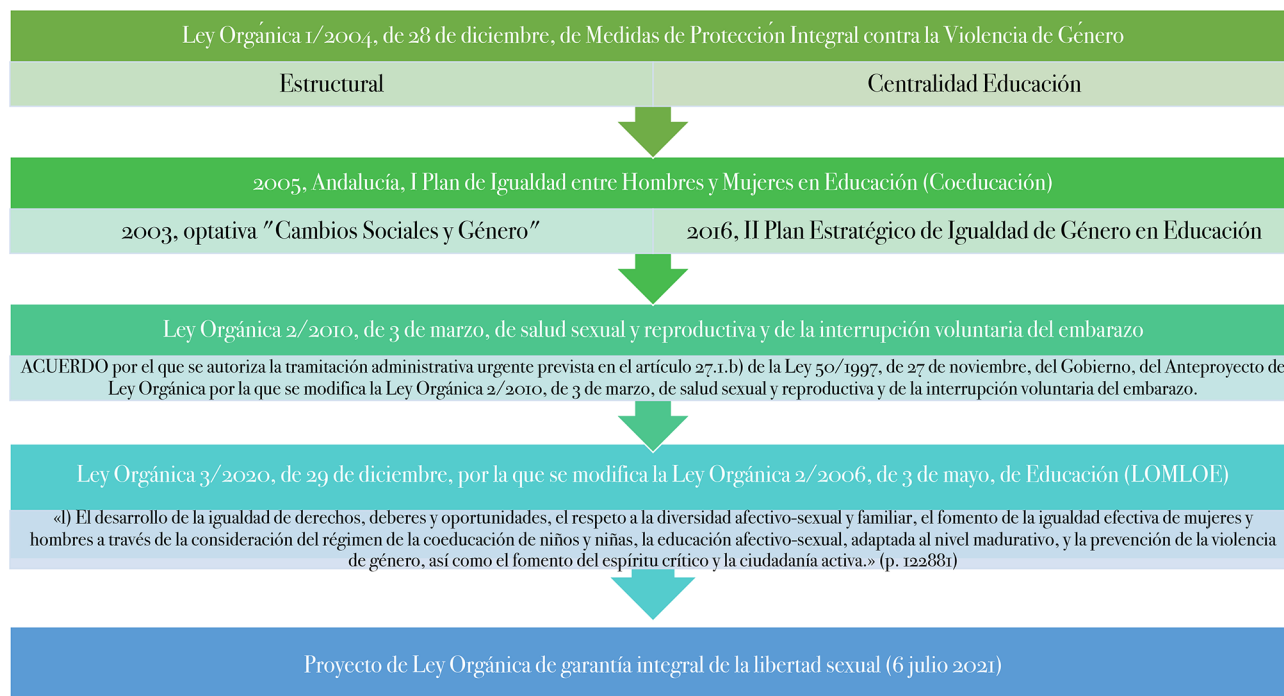 Ley Orgánica 1/2004, de 28 de diciembre, de Medidas de Protección Integral contra la Violencia de Género
Estructural
Centralidad Educación
2005, Andalucía, I Plan de Igualdad entre Hombres y Mujeres en Educación (Coeducación)
2003, optativa "Cambios Sociales y Género"
2016, II Plan Estratégico de Igualdad de Género en Educación
Ley Orgánica 2/2010, de 3 de marzo, de salud sexual y reproductiva y de la interrupción voluntaria del embarazo
ACUERDO por el que se autoriza la tramitación administrativa urgente prevista en el artículo 27.1.b) de la Ley 50/1997, de 27 de noviembre, del Gobierno, del Anteproyecto de
Ley Orgánica por la que se modifica la Ley Orgánica 2/2010, de 3 de marzo, de salud sexual y reproductiva y de la interrupción voluntaria del embarazo.
Ley Orgánica 3/2020, de 29 de diciembre, por la que se modifica la Ley Orgánica 2/2006, de 3 de mayo, de Educación (LOMLOE)
«l) El desarrollo de la igualdad de derechos, deberes y oportunidades, el respeto a la diversidad afectivo-sexual y familiar, el fomento de la igualdad efectiva de mujeres y
hombres a través de la consideración del régimen de la coeducación de niños y niñas, la educación afectivo-sexual, adaptada al nivel madurativo, y la prevención de la violencia
de género, así como el fomento del espíritu crítico y la ciudadanía activa.» (p. 122881)
Proyecto de Ley Orgánica de garantía integral de la libertad sexual (6 julio 2021)